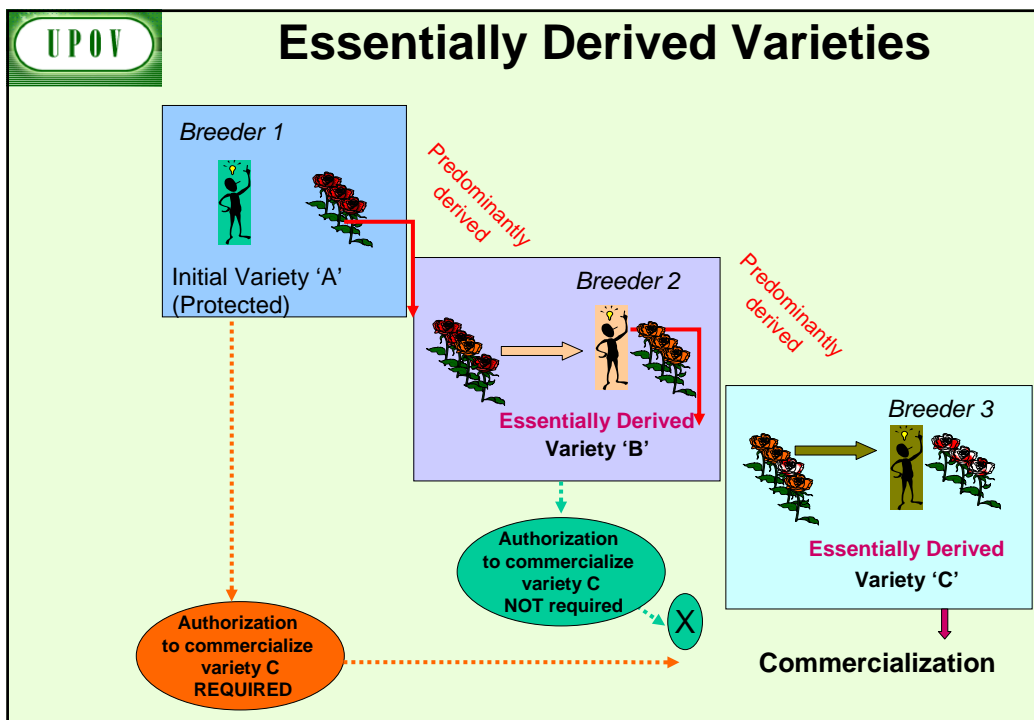 UPOV
Essentially Derived Varieties
Breeder 1
Initial Variety ‘A’
(Protected)
Predominantly
derived
Breeder 2
Essentially Derived
Variety ‘B’
Predominantly
derived
Breeder 3
Essentially Derived
Variety ‘C’
Authorization
to commercialize
variety C
NOT required
X
Authorization
to commercialize
variety C
REQUIRED
Commercialization